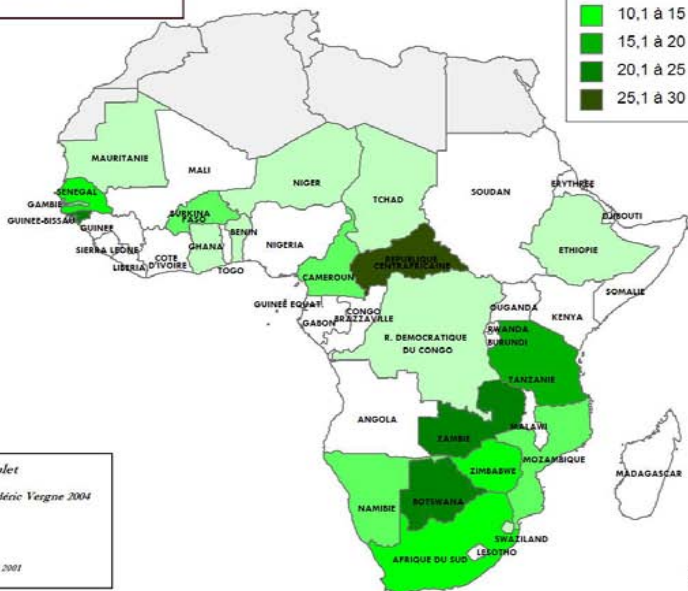 10,1 à 15
15,1 à 20
20,1 à 25
25,1 à 30
MAURITANIE
MALI
NIGER
TCHAD
SOUDAN
ERYTHREE
SENEGAL
GAMBIE
GUINEE-BISSAU
GUINEE
SIERRA LEONE
LIBERIA
COTE
D'IVOIRE
BURKINA
FASO
GHANA
TOGO
BENIN
NIGERIA
CAMEROUN
REPUBLIQUE
CENTRAFRICAINE
DJIBOUTI
ETHIOPIE
SOMALIE
GUINEE EQUAT.
GABON
CONGO
BRAZZAVILLE
R. DEMOCRATIQUE
DU CONGO
OUGANDA
KENYA
RWANDA
BURUNDI
TANZANIE
ANGOLA
ZAMBIE
MALAWI
MOZAMBIQUE
ZIMBABWE
MADAGASCAR
NAMIBIE
BOTSWANA
SWAZILAND
LESOTHO
AFRIQUE DU SUD
Vergne 2004
2001